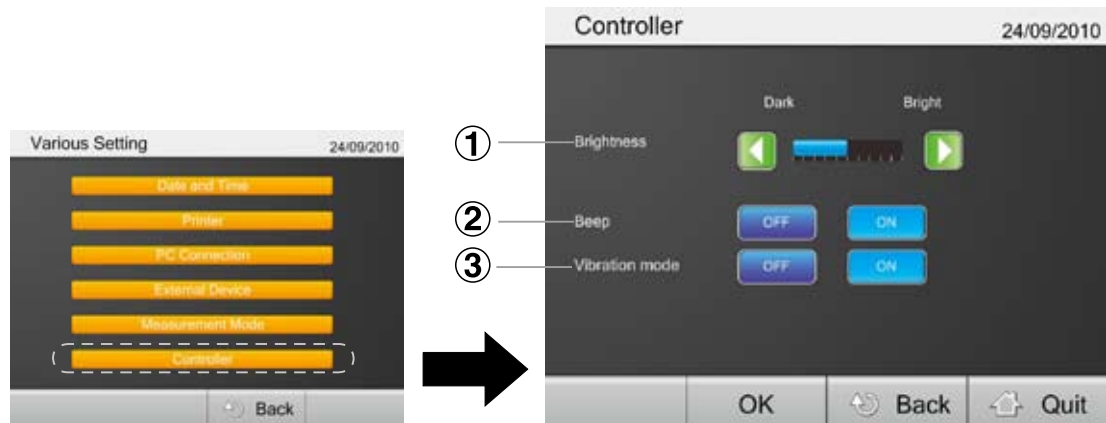 Various Setting 24/09/2010
Date and Time
Printer
PC Connection
External Device
Measurement Mode
Controller
Back
Controller 24/09/2010
Dark Bright
① Brightness
② Beep OFF ON
③ Vibration mode OFF ON
OK Back Quit